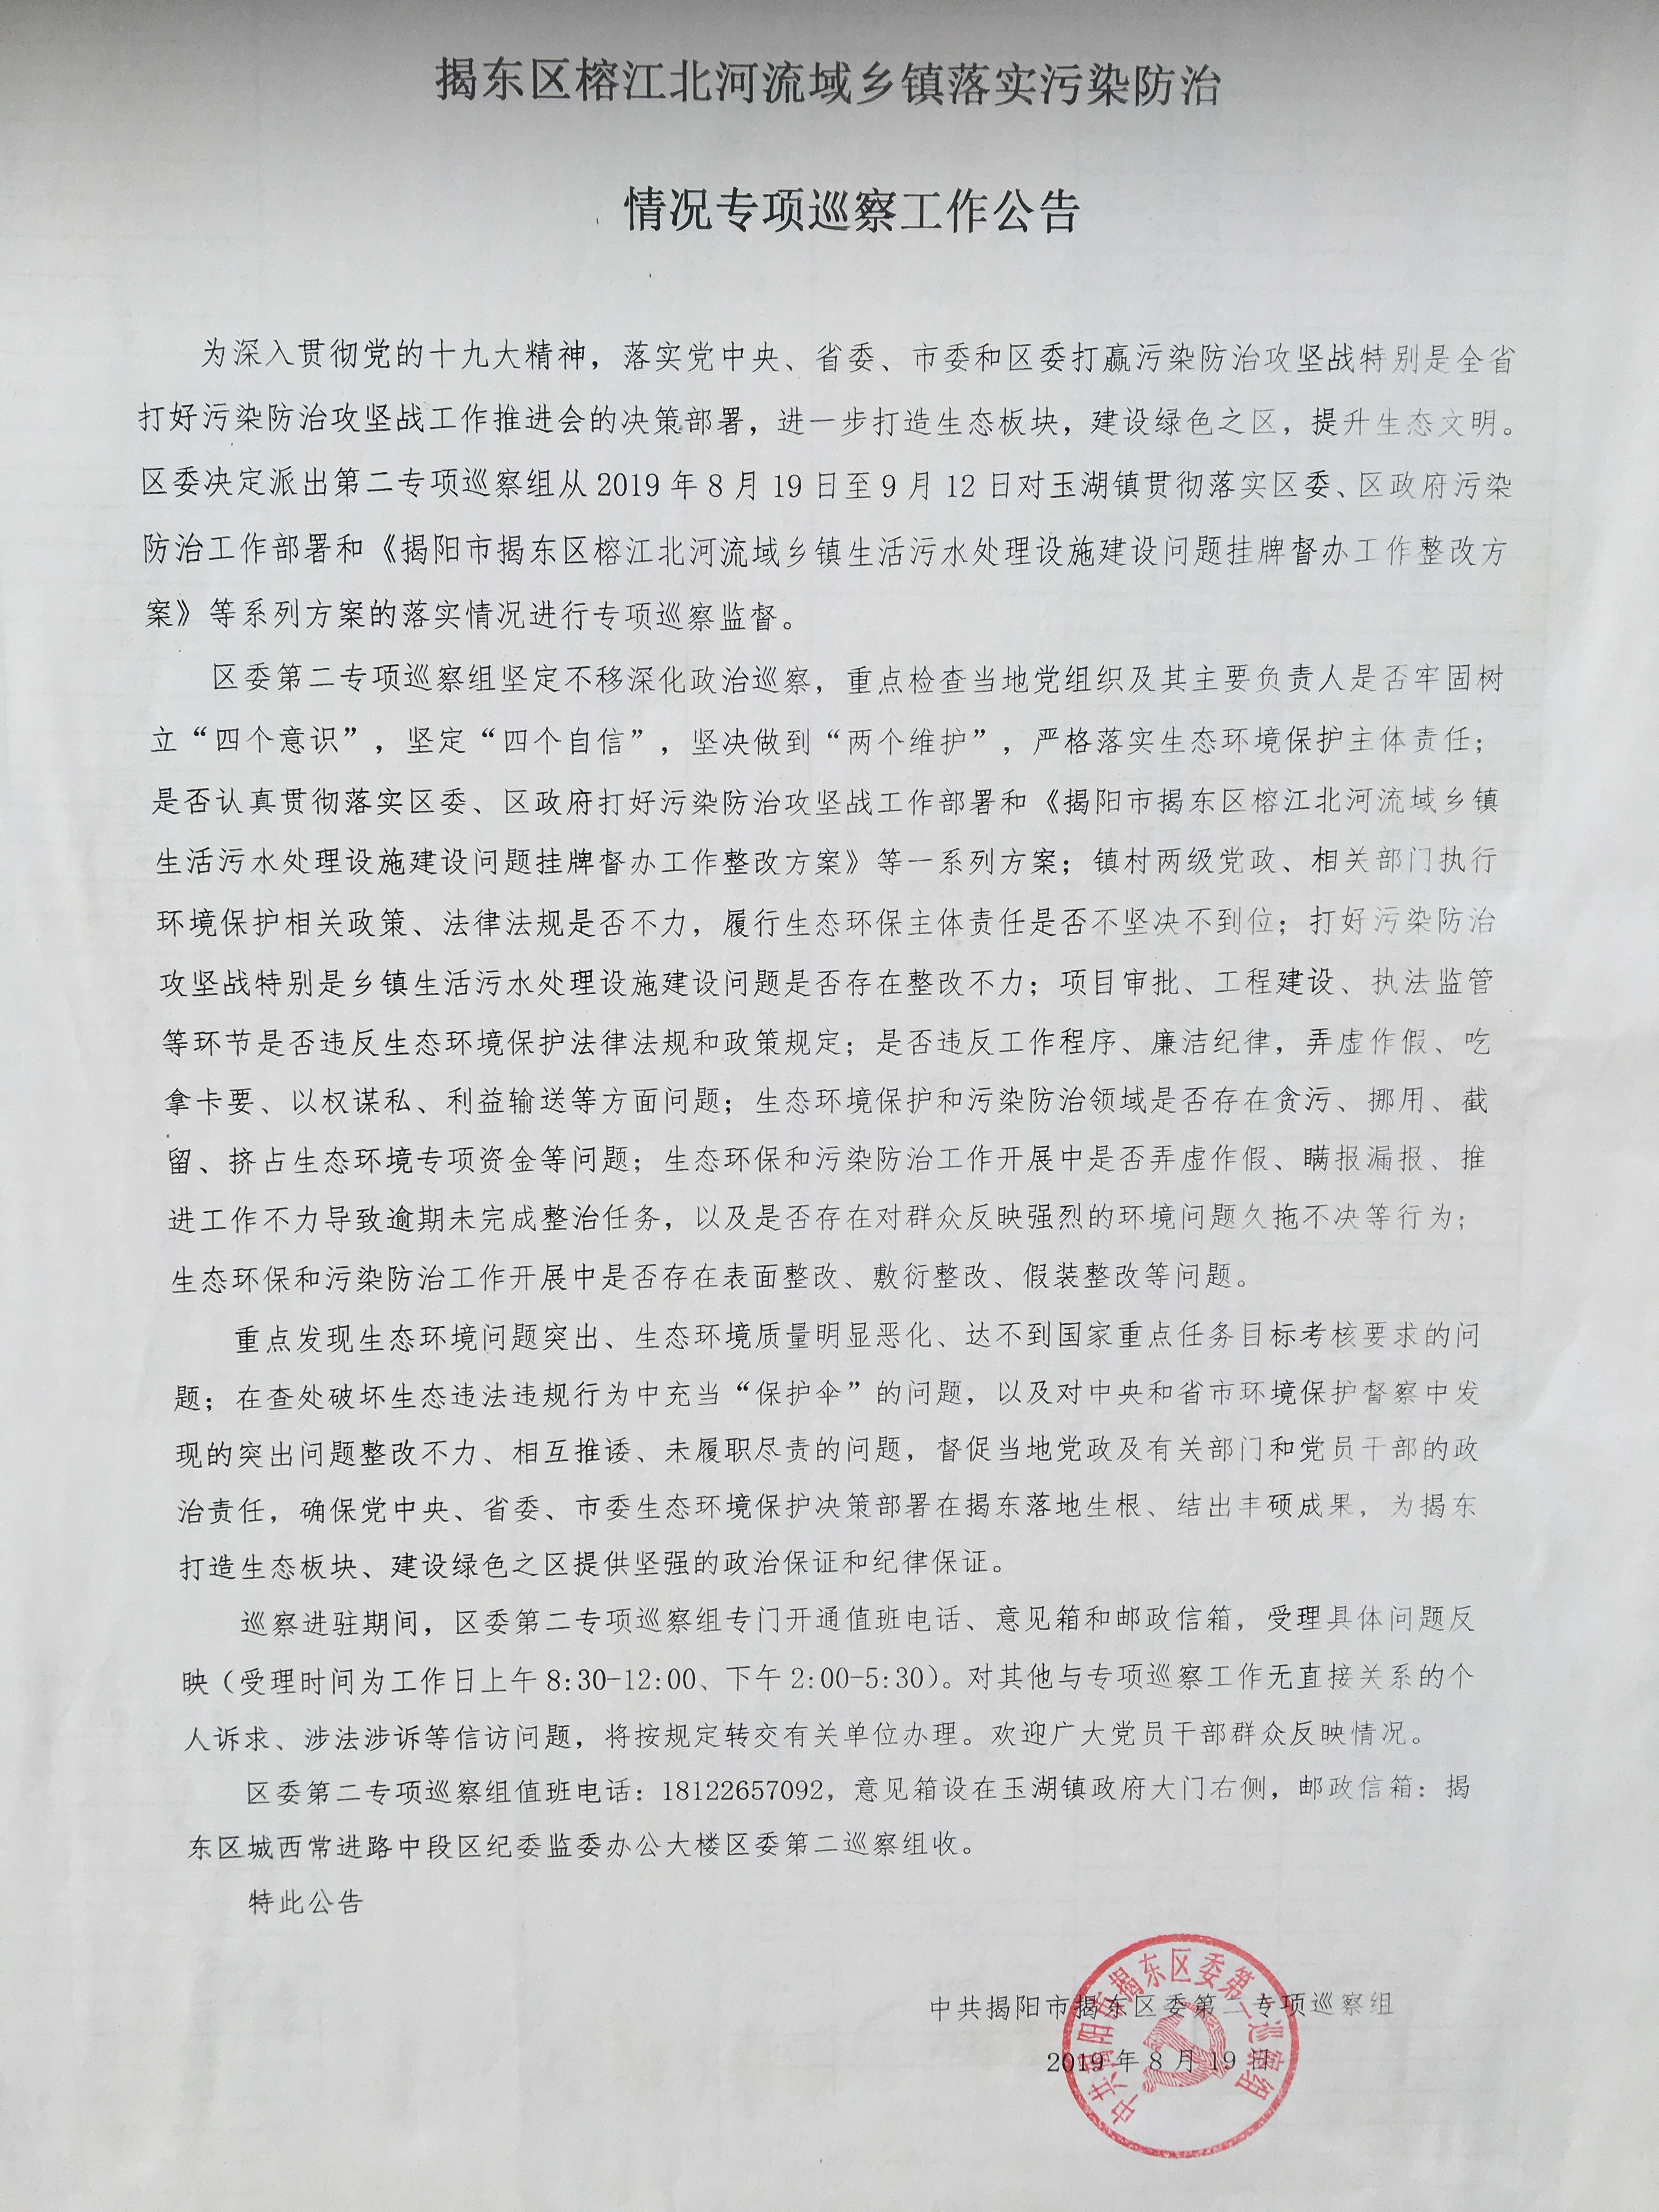 揭东区榕江北河流域乡镇落实污染防治
情况专项巡察工作公告
为深入贯彻党的十九大精神，落实党中央、省委、市委和区委打赢污染防治攻坚战特别是全省
打好污染防治攻坚战工作推进会的决策部署，进一步打造生态板块，建设绿色之区，提升生态文明。
区委决定派出第二专项巡察组从2019年8月19日至9月12日对玉湖镇贯彻落实区委、区政府污染
防治工作部署和《揭阳市揭东区榕江北河流域乡镇生活污水处理设施建设问题挂牌督办工作整改方
案》等系列方案的落实情况进行专项巡察监督。
区委第二专项巡察组坚定不移深化政治巡察，重点检查当地党组织及其主要负责人是否牢固树
立“四个意识”，坚定“四个自信”，坚决做到“两个维护”，严格落实生态环境保护主体责任；
是否认真贯彻落实区委、区政府打好污染防治攻坚战工作部署和《揭阳市揭东区榕江北河流域乡镇
生活污水处理设施建设问题挂牌督办工作整改方案》等一系列方案；镇村两级党政、相关部门执行
环境保护相关政策、法律法规是否不力，履行生态环保主体责任是否不坚决不到位；打好污染防治
攻坚战特别是乡镇生活污水处理设施建设问题是否存在整改不力；项目审批、工程建设、执法监管
等环节是否违反生态环境保护法律法规和政策规定；是否违反工作程序、廉洁纪律，弄虚作假、吃
拿卡要、以权谋私、利益输送等方面问题；生态环境保护和污染防治领域是否存在贪污、挪用、截
留、挤占生态环境专项资金等问题；生态环保和污染防治工作开展中是否弄虚作假、瞒报漏报、推
进工作不力导致逾期未完成整治任务，以及是否存在对群众反映强烈的环境问题久拖不决等行为；
生态环保和污染防治工作开展中是否存在表面整改、敷衍整改、假装整改等问题。
重点发现生态环境问题突出、生态环境质量明显恶化、达不到国家重点任务目标考核要求的问
题；在查处破坏生态违法违规行为中充当“保护伞”的问题，以及对中央和省市环境保护督察中发
现的突出问题整改不力、相互推诿、未履职尽责的问题，督促当地党政及有关部门和党员干部的政
治责任，确保党中央、省委、市委生态环境保护决策部署在揭东落地生根、结出丰硕成果，为揭东
打造生态板块、建设绿色之区提供坚强的政治保证和纪律保证。
巡察进驻期间，区委第二专项巡察组专门开通值班电话、意见箱和邮政信箱，受理具体问题反
映（受理时间为工作日上午8:30-12:00、下午2:00-5:30）。对其他与专项巡察工作无直接关系的个
人诉求、涉法涉诉等信访问题，将按规定转交有关单位办理。欢迎广大党员干部群众反映情况。
区委第二专项巡察组值班电话：18122657092，意见箱设在玉湖镇政府大门右侧，邮政信箱：揭
东区城西常进路中段区纪委监委办公大楼区委第二巡察组收。
特此公告
中共揭阳市揭东区委第二专项巡察组
2019年8月19日
中共揭阳市揭东区委第二巡察组